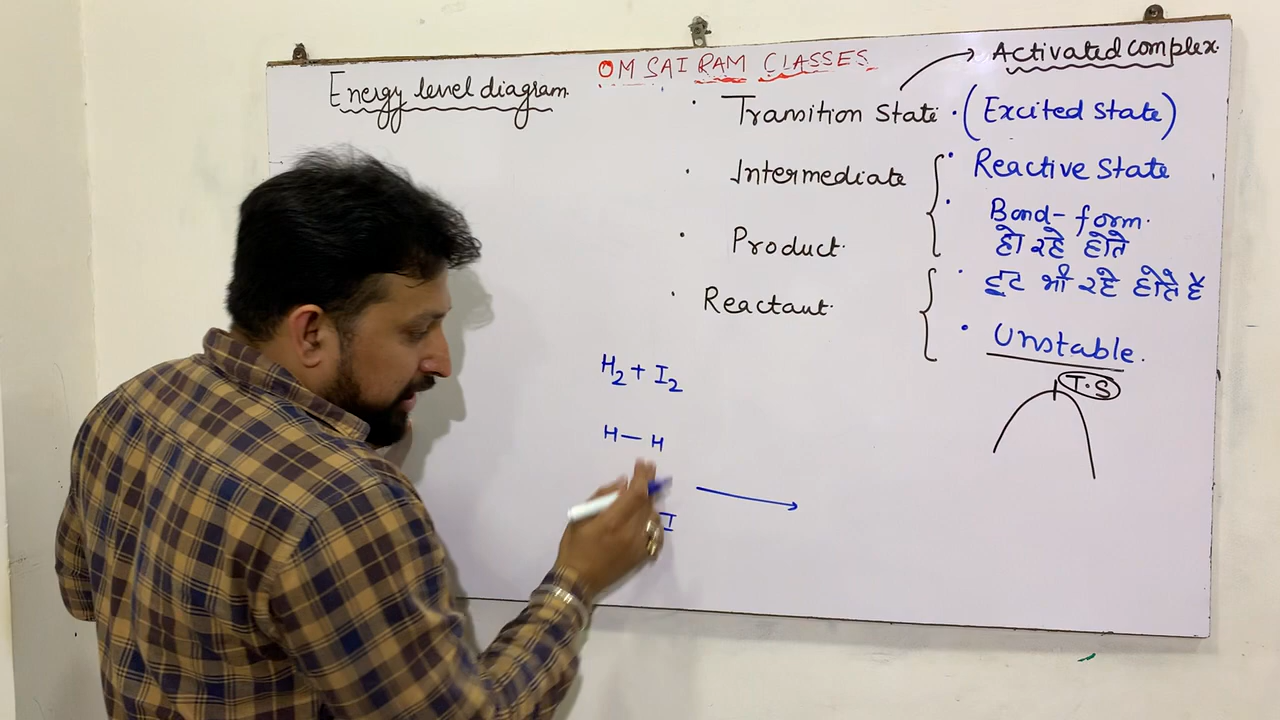 OM SAI RAM CLASSES
Activated complex.
Energy level diagram
Transition State · (Excited State)
Intermediate
Reactive State
Bond- form.
हो रहे होते
Product.
टूट भी रहे होते हैं
Reactant.
Unstable.
T.S
H2 + I2
H — H
I